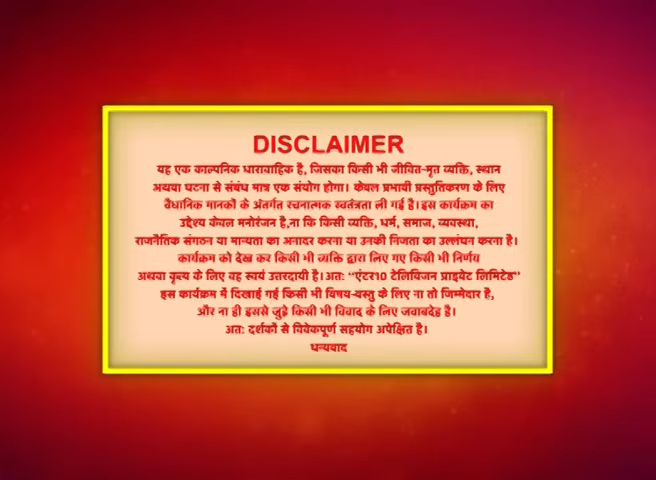 DISCLAIMER
यह एक काल्पनिक धारावाहिक है, जिसका किसी भी जीवित-मृत व्यक्ति, स्थान
अथवा घटना से संबंध मात्र एक संयोग होगा। केवल प्रभावी प्रस्तुतिकरण के लिए
वैधानिक मानकों के अंतर्गत रचनात्मक स्वतंत्रता ली गई है।इस कार्यक्रम का
उद्देश्य केवल मनोरंजन है,ना कि किसी व्यक्ति, धर्म, समाज, व्यवस्था,
राजनैतिक संगठन या मान्यता का अनादर करना या उनकी निजता का उल्लंघन करना है।
कार्यक्रम को देख कर किसी भी व्यक्ति द्वारा लिए गए किसी भी निर्णय
अथवा कृत्य के लिए वह स्वयं उत्तरदायी है।अतः "एंटर10 टेलिविजन प्राइवेट लिमिटेड"
इस कार्यक्रम में दिखाई गई किसी भी विषय-वस्तु के लिए ना तो जिम्मेदार है,
और ना ही इससे जुड़े किसी भी विवाद के लिए जवाबदेह है।
अतः दर्शकों से विवेकपूर्ण सहयोग अपेक्षित है।
धन्यवाद